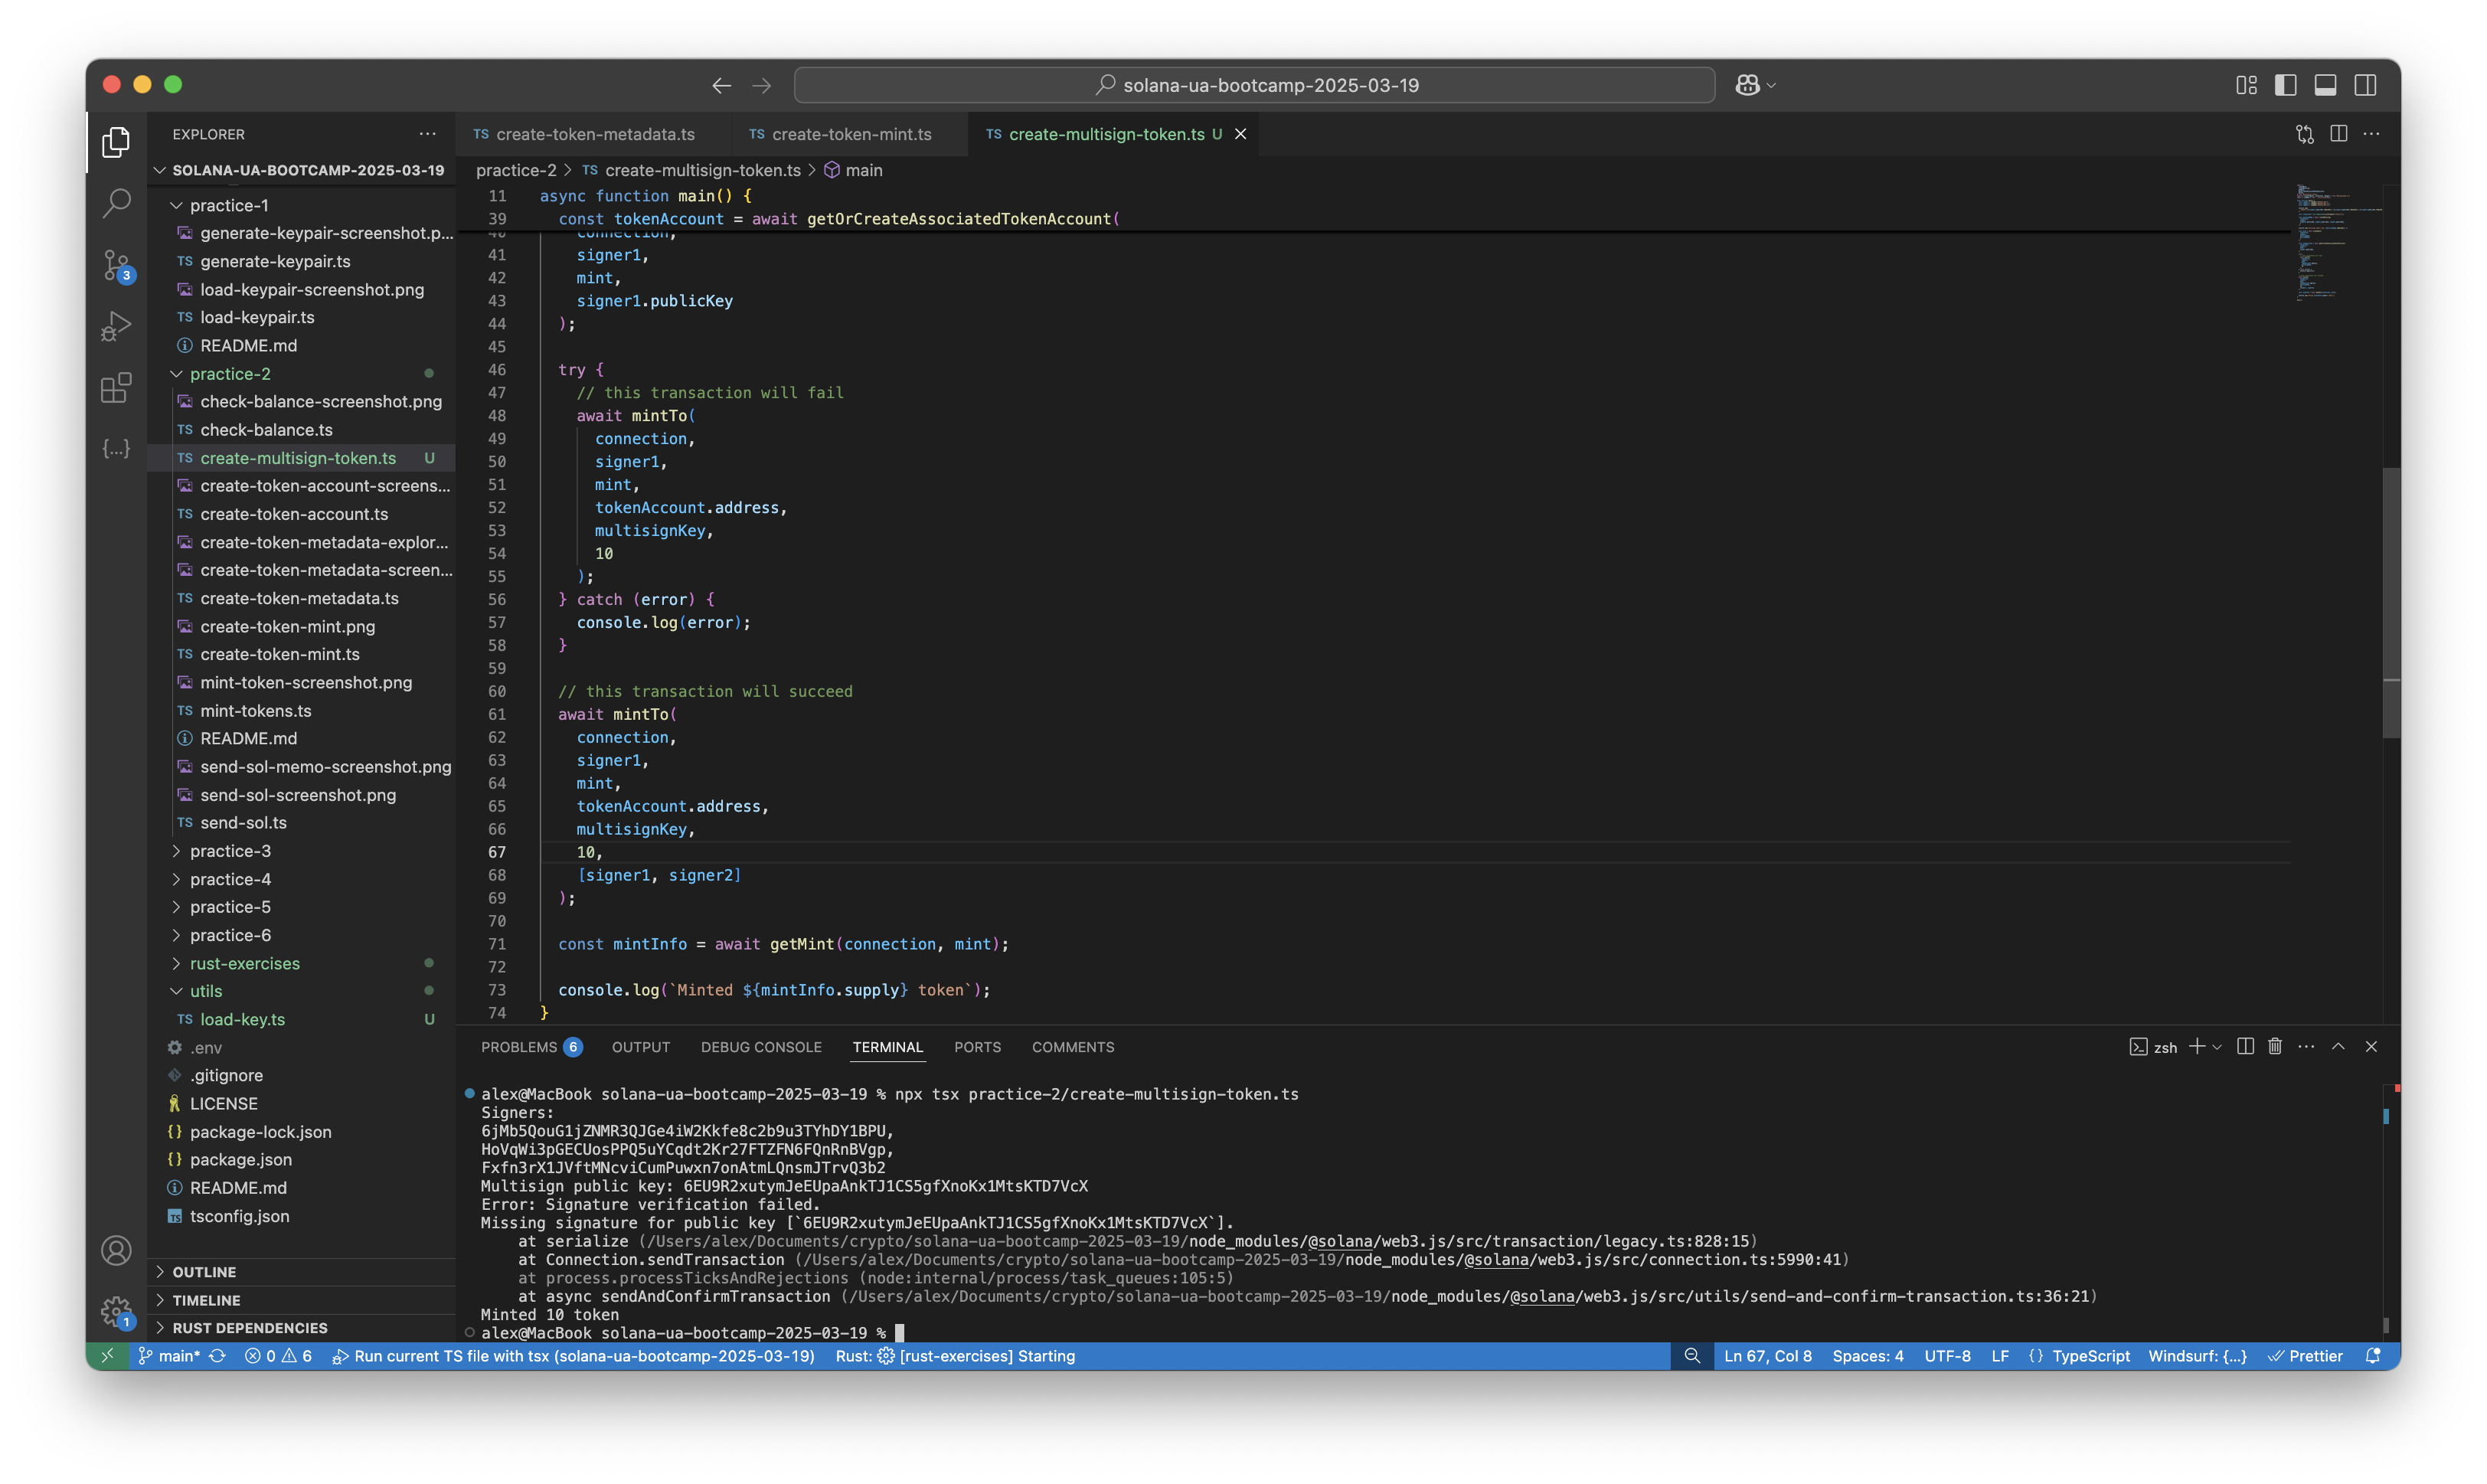 solana-ua-bootcamp-2025-03-19
EXPLORER
SOLANA-UA-BOOTCAMP-2025-03-19
practice-1
generate-keypair-screenshot.p...
TS generate-keypair.ts
load-keypair-screenshot.png
TS load-keypair.ts
README.md
practice-2
check-balance-screenshot.png
TS check-balance.ts
TS create-multisign-token.ts U
create-token-account-screens...
TS create-token-account.ts
create-token-metadata-explor...
create-token-metadata-screen...
TS create-token-metadata.ts
create-token-mint.png
TS create-token-mint.ts
mint-token-screenshot.png
TS mint-tokens.ts
README.md
send-sol-memo-screenshot.png
send-sol-screenshot.png
TS send-sol.ts
practice-3
practice-4
practice-5
practice-6
rust-exercises
utils
TS load-key.ts U
.env
.gitignore
LICENSE
{} package-lock.json
{} package.json
README.md
TS tsconfig.json
OUTLINE
TIMELINE
RUST DEPENDENCIES
3
{...}
1
TS create-token-metadata.ts TS create-token-mint.ts TS create-multisign-token.ts U
practice-2 > TS create-multisign-token.ts > main
11 async function main() {
39 const tokenAccount = await getOrCreateAssociatedTokenAccount(
40 connection,
41 signer1,
42 mint,
43 signer1.publicKey
44 );
45
46 try {
47 // this transaction will fail
48 await mintTo(
49 connection,
50 signer1,
51 mint,
52 tokenAccount.address,
53 multisignKey,
54 10
55 );
56 } catch (error) {
57 console.log(error);
58 }
59
60 // this transaction will succeed
61 await mintTo(
62 connection,
63 signer1,
64 mint,
65 tokenAccount.address,
66 multisignKey,
67 10,
68 [signer1, signer2]
69 );
70
71 const mintInfo = await getMint(connection, mint);
72
73 console.log(`Minted ${mintInfo.supply} token`);
74 }
PROBLEMS 6 OUTPUT DEBUG CONSOLE TERMINAL PORTS COMMENTS zsh
alex@MacBook solana-ua-bootcamp-2025-03-19 % npx tsx practice-2/create-multisign-token.ts
Signers:
6jMb5QouG1jZNMR3QJGe4iW2Kkfe8c2b9u3TYhDY1BPU,
HoVqWi3pGECUosPPQ5uYCqdt2Kr27FTZFN6FQnRnBVgp,
Fxfn3rX1JVftMNcviCumPuwxn7onAtmLQnsmJTrvQ3b2
Multisign public key: 6EU9R2xutymJeEUpaAnkTJ1CS5gfXnoKx1MtsKTD7VcX
Error: Signature verification failed.
Missing signature for public key [`6EU9R2xutymJeEUpaAnkTJ1CS5gfXnoKx1MtsKTD7VcX`].
at serialize (/Users/alex/Documents/crypto/solana-ua-bootcamp-2025-03-19/node_modules/@solana/web3.js/src/transaction/legacy.ts:828:15)
at Connection.sendTransaction (/Users/alex/Documents/crypto/solana-ua-bootcamp-2025-03-19/node_modules/@solana/web3.js/src/connection.ts:5990:41)
at process.processTicksAndRejections (node:internal/process/task_queues:105:5)
at async sendAndConfirmTransaction (/Users/alex/Documents/crypto/solana-ua-bootcamp-2025-03-19/node_modules/@solana/web3.js/src/utils/send-and-confirm-transaction.ts:36:21)
Minted 10 token
alex@MacBook solana-ua-bootcamp-2025-03-19 %
main* 0 6 Run current TS file with tsx (solana-ua-bootcamp-2025-03-19) Rust: [rust-exercises] Starting Ln 67, Col 8 Spaces: 4 UTF-8 LF {} TypeScript Windsurf: {...} Prettier